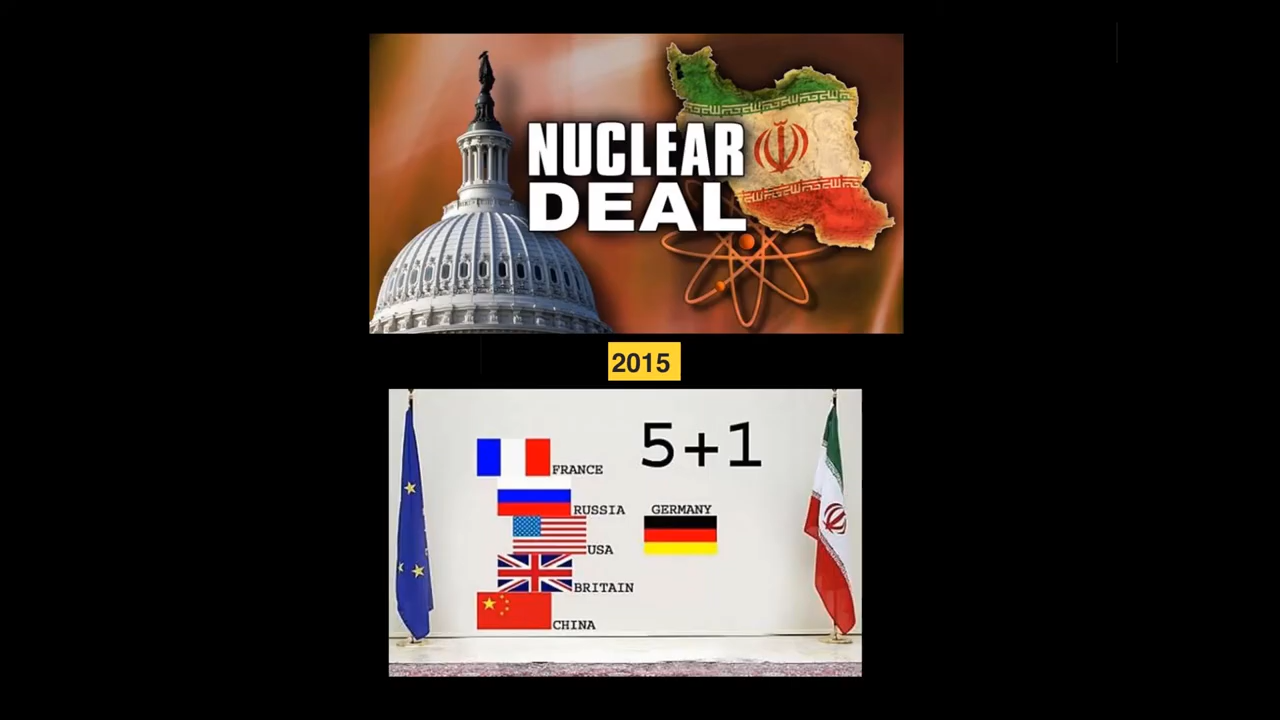 NUCLEAR
DEAL
2015
5+1
FRANCE
RUSSIA
GERMANY
USA
BRITAIN
CHINA